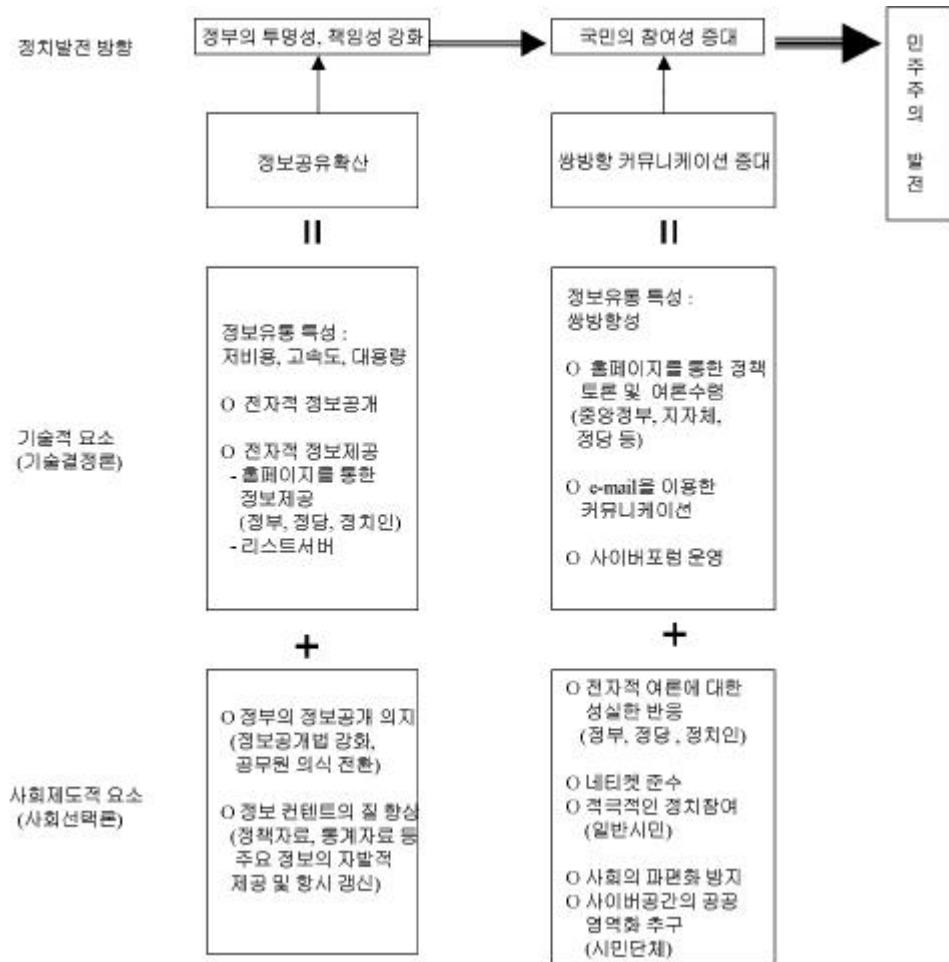 정치발전 방향
정부의 투명성, 책임성 강화
국민의 참여성 증대
민주주의 발전
정보공유확산
쌍방향 커뮤니케이션 증대
=
=
기술적 요소
(기술결정론)
정보유통 특성 :
저비용, 고속도, 대용량
O 전자적 정보공개
O 전자적 정보제공
- 홈페이지를 통한
정보제공
(정부, 정당, 정치인)
- 리스트서버
정보유통 특성 :
쌍방향성
O 홈페이지를 통한 정책
토론 및 여론수렴
(중앙정부, 지자체,
정당 등)
O e-mail을 이용한
커뮤니케이션
O 사이버포럼 운영
+
+
사회제도적 요소
(사회선택론)
O 정부의 정보공개 의지
(정보공개법 강화,
공무원 의식 전환)
O 정보 컨텐트의 질 향상
(정책자료, 통계자료 등
주요 정보의 자발적
제공 및 항시 갱신)
O 전자적 여론에 대한
성실한 반응
(정부, 정당 , 정치인)
O 네티켓 준수
O 적극적인 정치참여
(일반시민)
O 사회의 파편화 방지
O 사이버공간의 공공
영역화 추구
(시민단체)